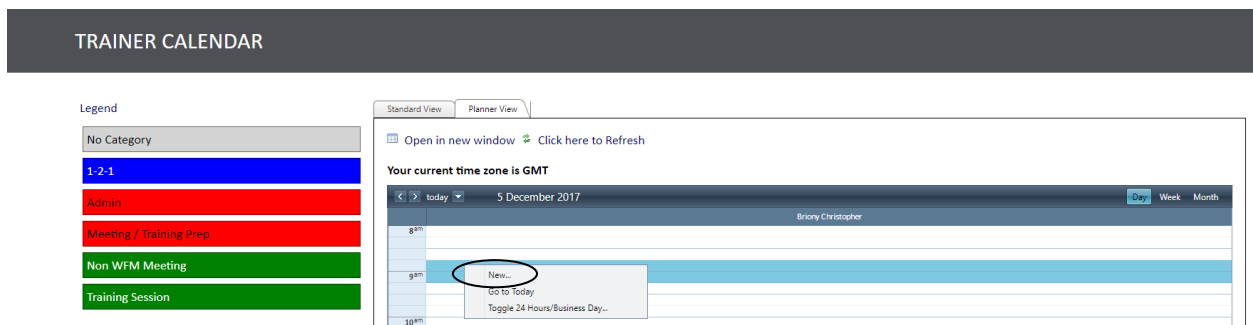 TRAINER CALENDAR
Legend
No Category
1-2-1
Admin
Meeting / Training Prep
Non WFM Meeting
Training Session
Standard View Planner View
Open in new window Click here to Refresh
Your current time zone is GMT
today 5 December 2017 Day Week Month
Briony Christopher
8am
9am
New...
Go to Today
Toggle 24 Hours/Business Day...
10am